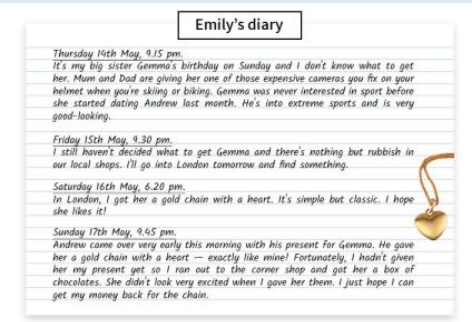 Emily's diary
Thursday 14th May, 9.15 pm.
It's my big sister Gemma's birthday on Sunday and I don't know what to get
her. Mum and Dad are giving her one of those expensive cameras you fix on your
helmet when you're skiing or biking. Gemma was never interested in sport before
she started dating Andrew last month. He's into extreme sports and is very
good-looking.
Friday 15th May, 9.30 pm.
I still haven't decided what to get Gemma and there's nothing but rubbish in
our local shops. I'll go into London tomorrow and find something.
Saturday 16th May, 6.20 pm.
In London, I got her a gold chain with a heart. It's simple but classic. I hope
she likes it!
Sunday 17th May, 9.45 pm.
Andrew came over very early this morning with his present for Gemma. He gave
her a gold chain with a heart — exactly like mine! Fortunately, I hadn't given
her my present yet so I ran out to the corner shop and got her a box of
chocolates. She didn't look very excited when I gave her them. I just hope I can
get my money back for the chain.